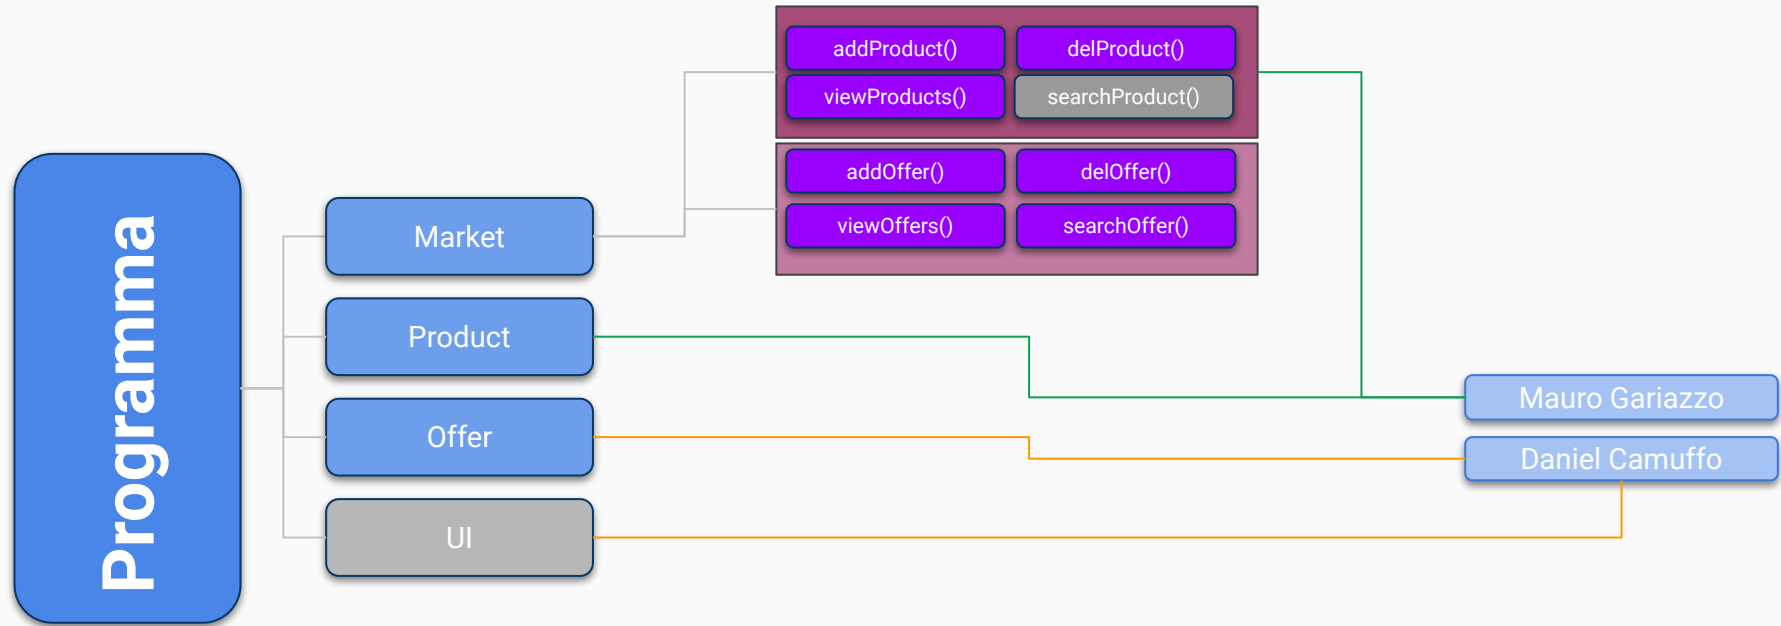 Programma
Market
Product
Offer
UI
addProduct()
delProduct()
viewProducts()
searchProduct()
addOffer()
delOffer()
viewOffers()
searchOffer()
Mauro Gariazzo
Daniel Camuffo